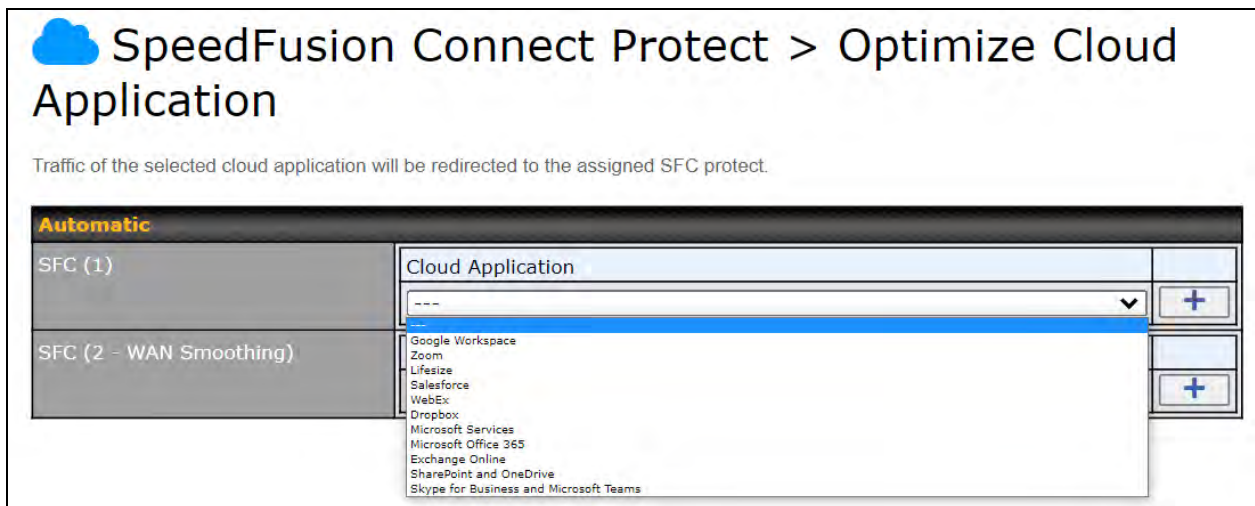 SpeedFusion Connect Protect > Optimize Cloud
Application
Traffic of the selected cloud application will be redirected to the assigned SFC protect.
Automatic
SFC (1)
Cloud Application
---
+
---
Google Workspace
Zoom
Lifesize
Salesforce
WebEx
Dropbox
Microsoft Services
Microsoft Office 365
Exchange Online
SharePoint and OneDrive
Skype for Business and Microsoft Teams
SFC (2 - WAN Smoothing)
+